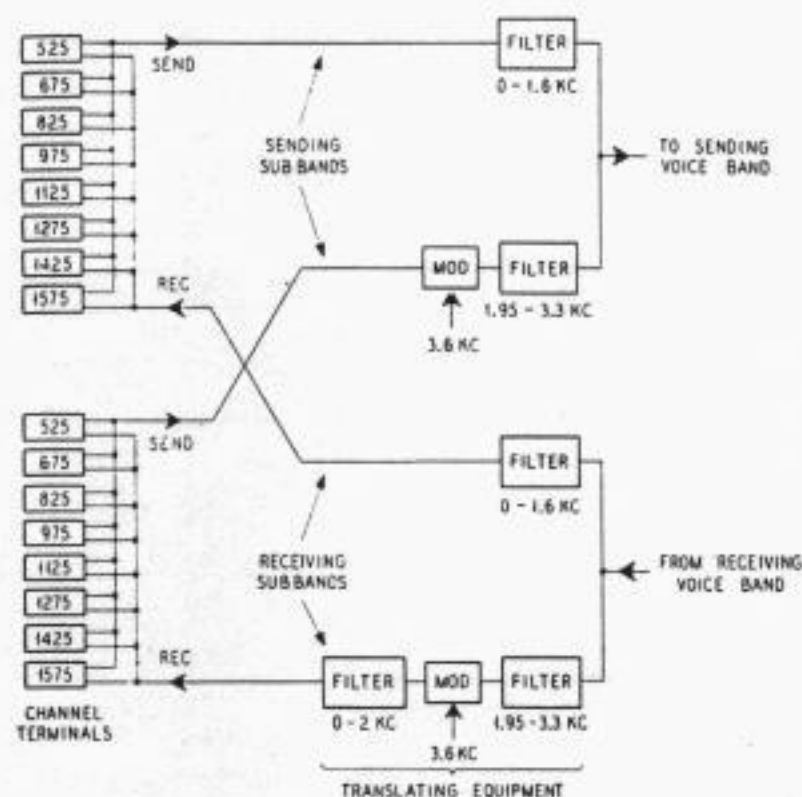 525
675
825
975
1125
1275
1425
1575
SEND
REC
SENDING
SUB BANDS
FILTER
0 - 1.6 KC
MOD
3.6 KC
FILTER
1.95 - 3.3 KC
TO SENDING
VOICE BAND
525
675
825
975
1125
1275
1425
1575
SEND
REC
CHANNEL
TERMINALS
RECEIVING
SUB BANDS
FILTER
0 - 1.6 KC
FROM RECEIVING
VOICE BAND
FILTER
0 - 2 KC
MOD
3.6 KC
FILTER
1.95 - 3.3 KC
TRANSLATING EQUIPMENT